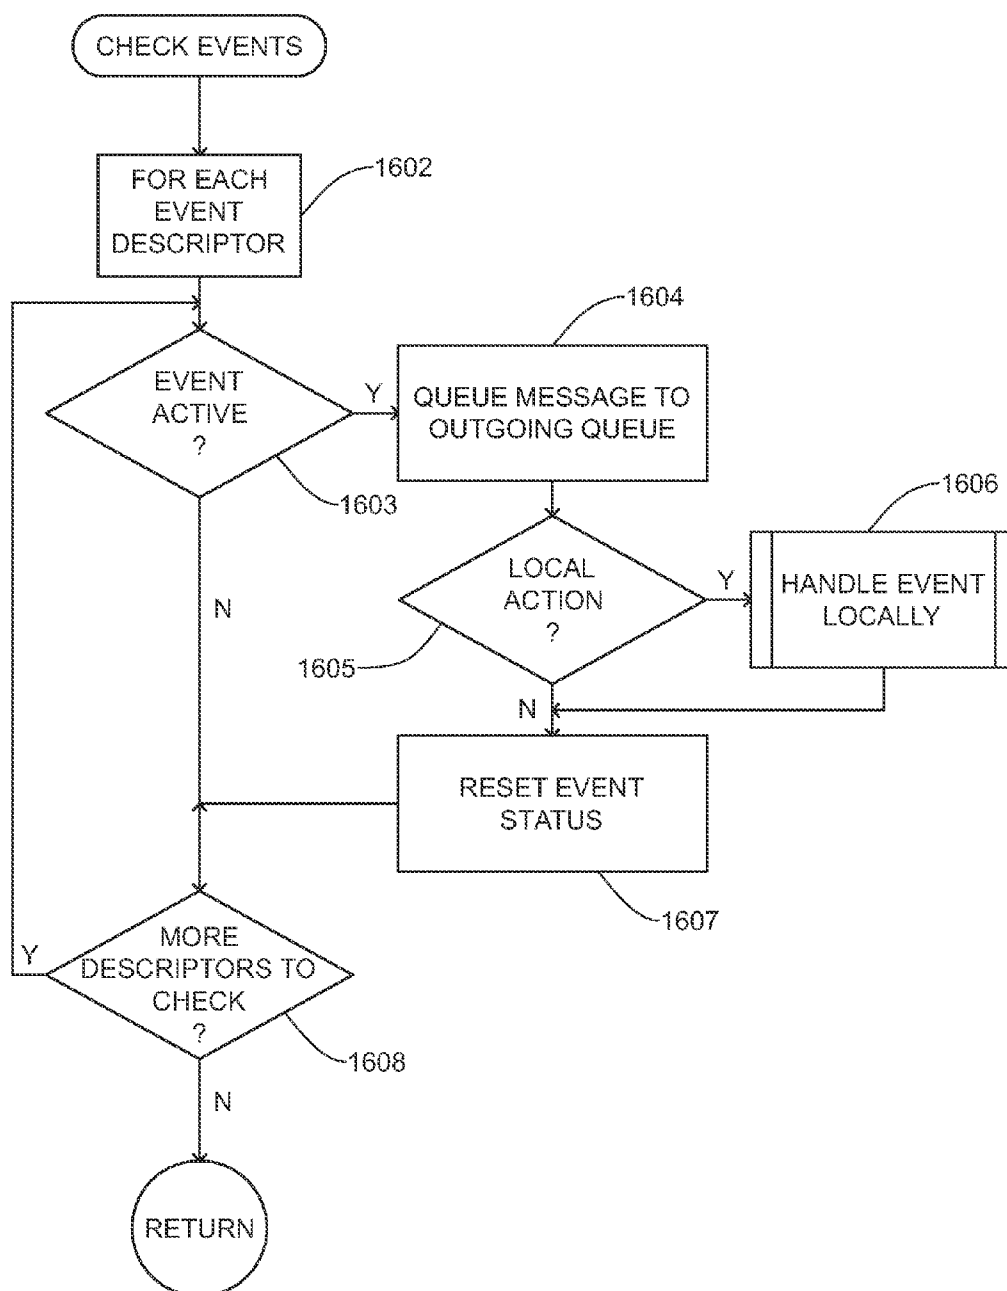 CHECK EVENTS
1602
FOR EACH
EVENT
DESCRIPTOR
1604
EVENT
ACTIVE
?
Y
QUEUE MESSAGE TO
OUTGOING QUEUE
1603
1606
N
LOCAL
ACTION
?
Y
HANDLE EVENT
LOCALLY
1605
N
RESET EVENT
STATUS
1607
Y
MORE
DESCRIPTORS TO
CHECK
?
1608
N
RETURN